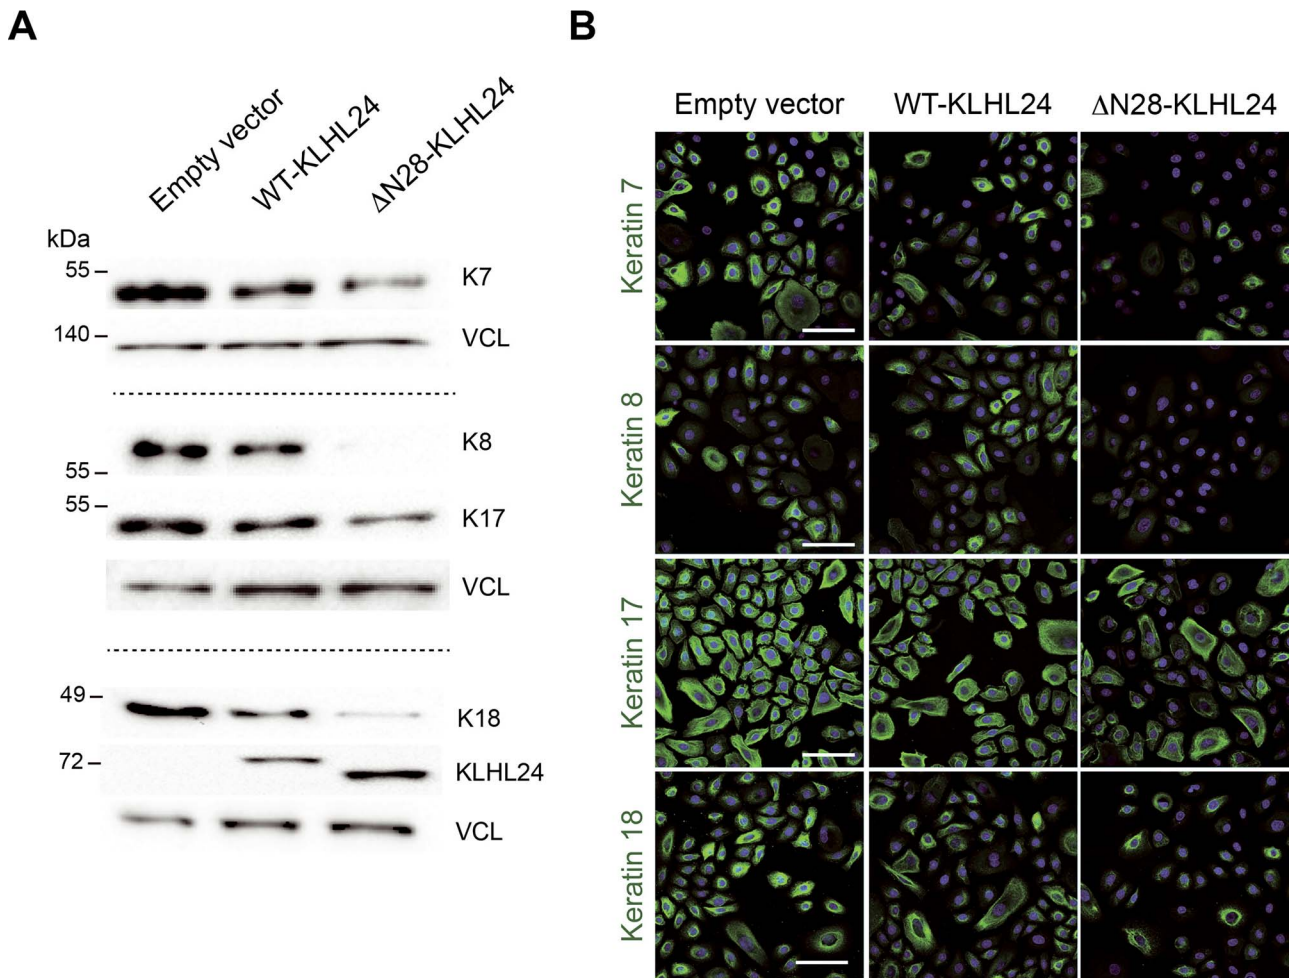 A
Empty vector
WT-KLHL24
ΔN28-KLHL24
kDa
55
K7
140
VCL
K8
55
55
K17
VCL
49
K18
72
KLHL24
VCL
B
Empty vector
WT-KLHL24
ΔN28-KLHL24
Keratin 7
Keratin 8
Keratin 17
Keratin 18